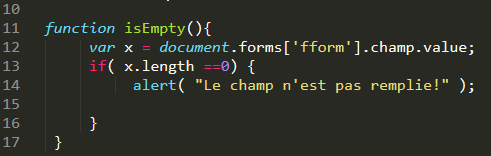 10
11 function isEmpty(){
12 var x = document.forms['fform'].champ.value;
13 if( x.length ==0) {
14 alert( "Le champ n'est pas remplie!" );
15
16 }
17 }